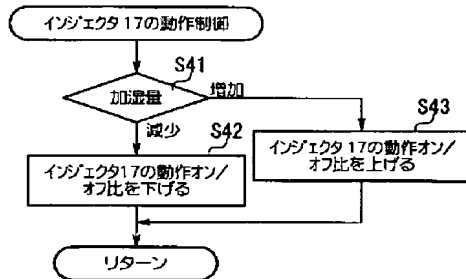 インジェクタ17の動作制御
S41
加湿量
増加
減少
S42
S43
インジェクタ17の動作オン/
オフ比を下げる
インジェクタ17の動作オン/
オフ比を上げる
リターン